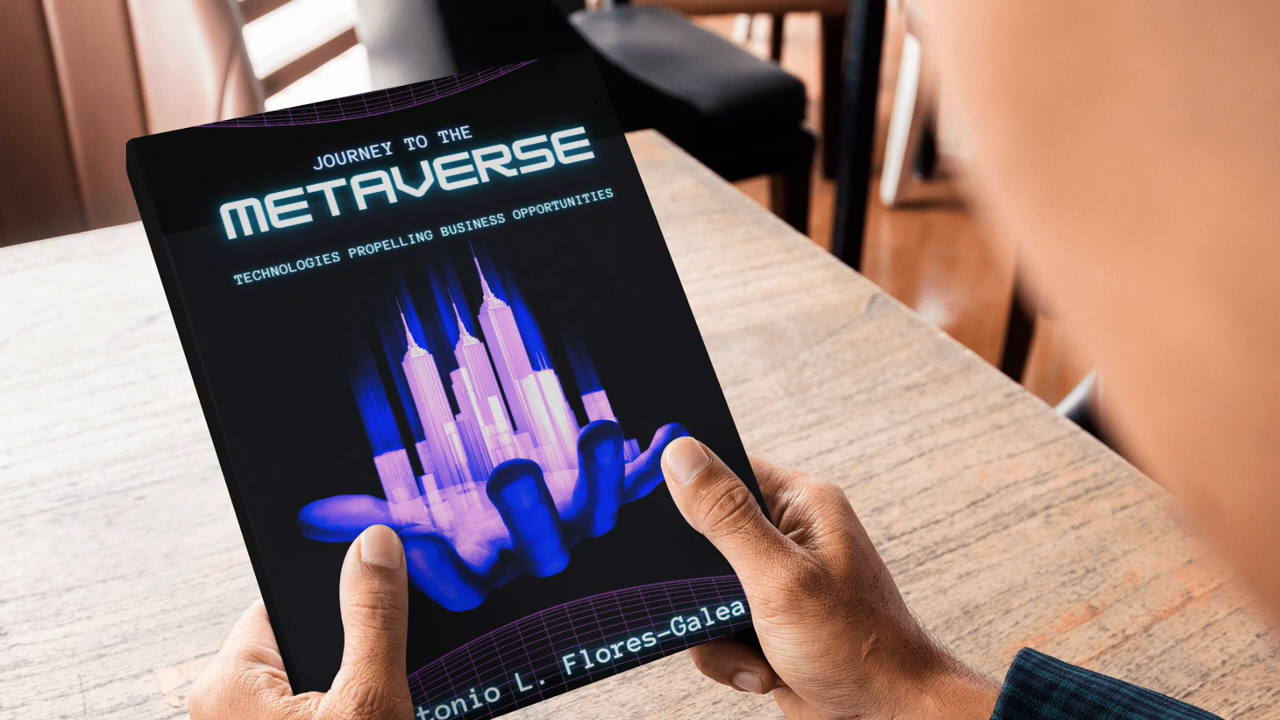 JOURNEY TO THE
METAVERSE
TECHNOLOGIES PROPELLING BUSINESS OPPORTUNITIES
tonio L. Flores-Galea